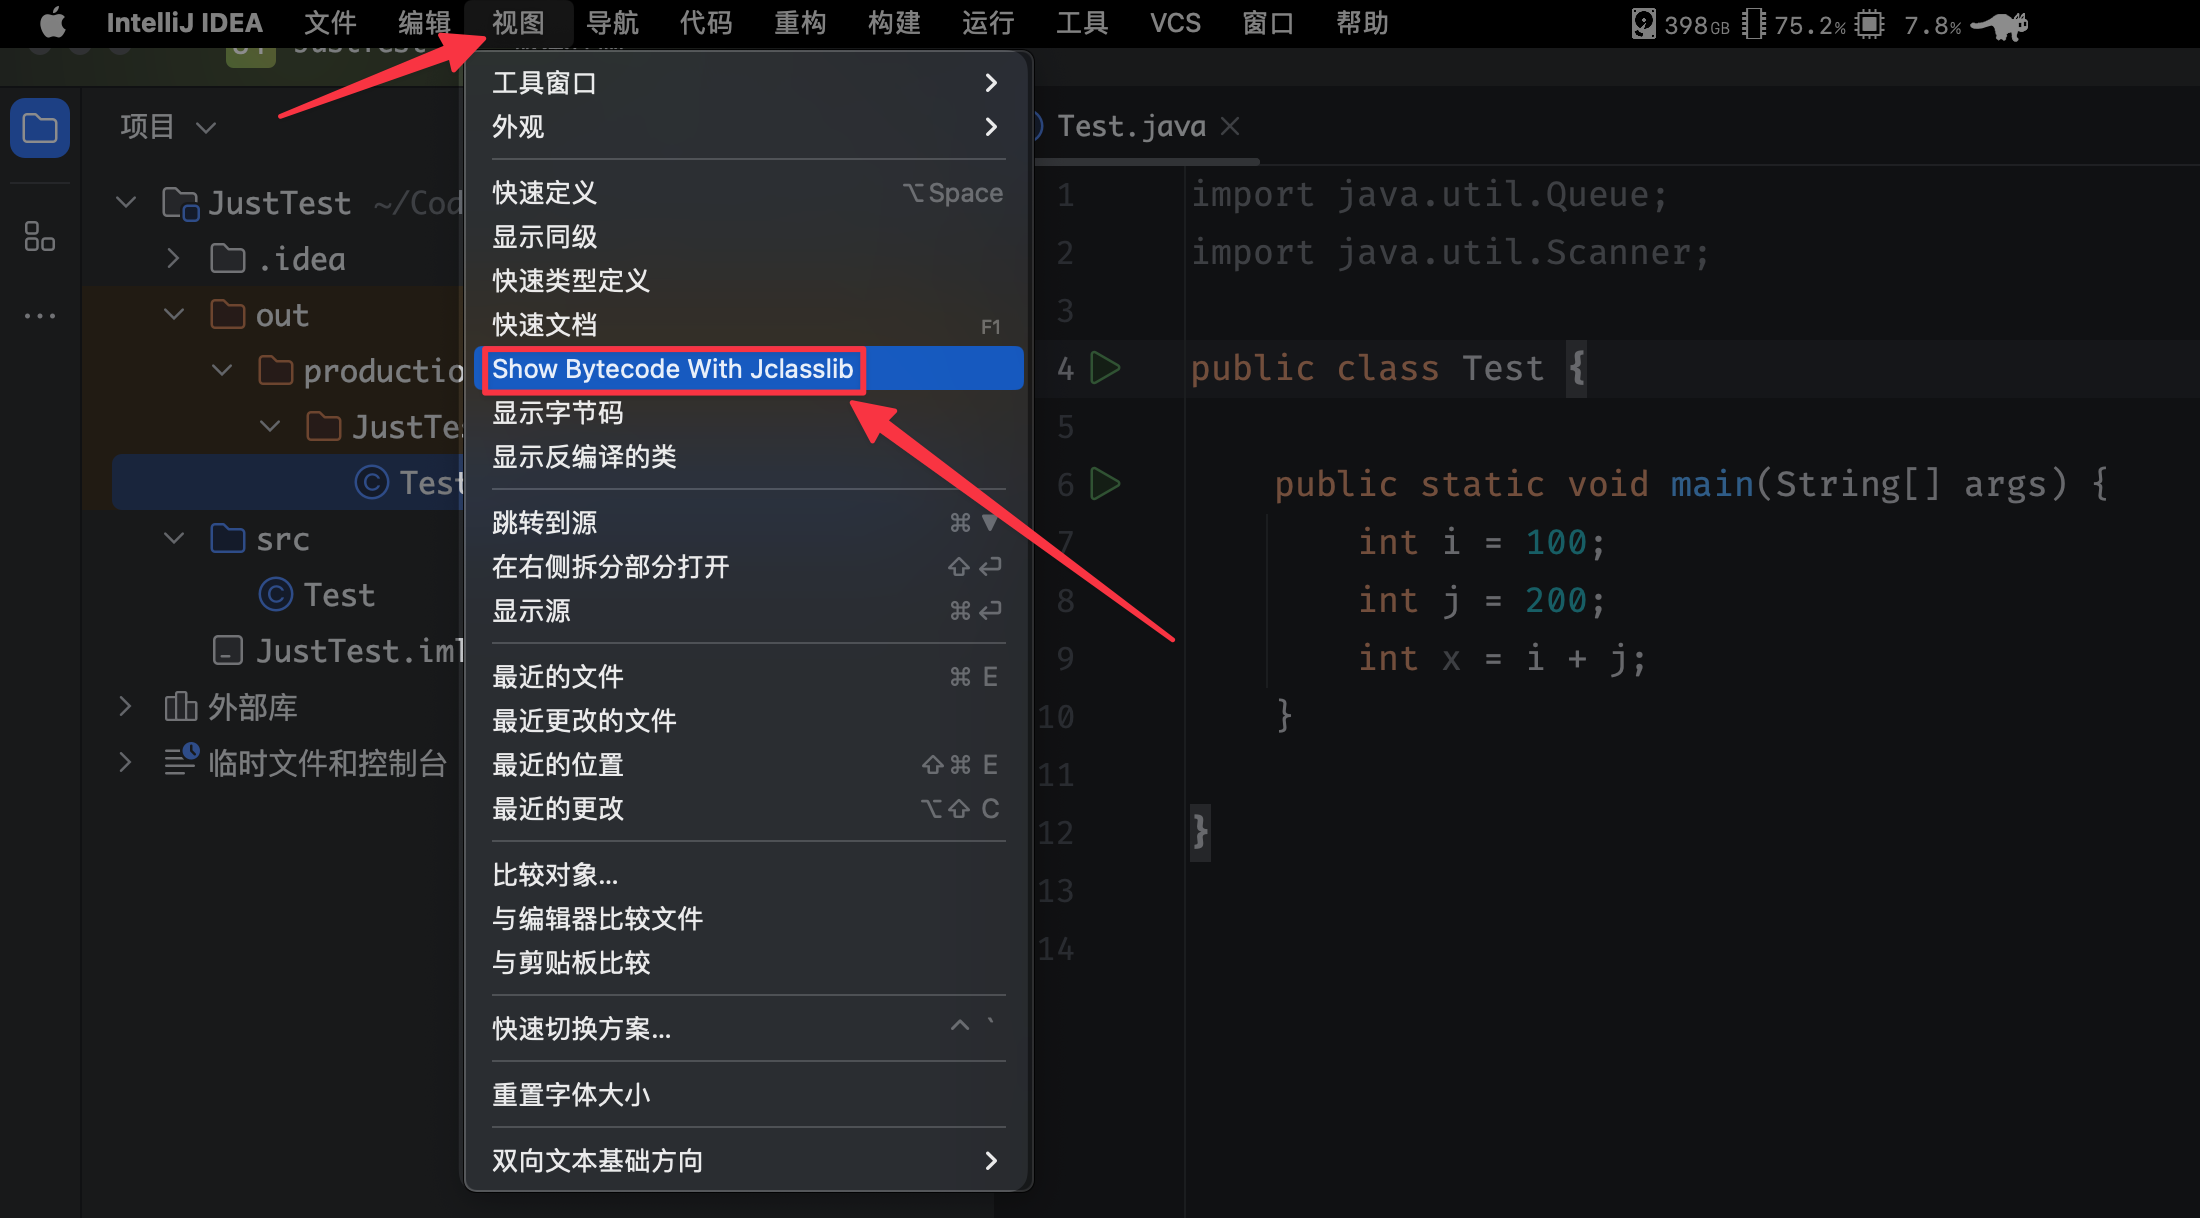 IntelliJ IDEA 文件 编辑 视图 导航 代码 重构 构建 运行 工具 VCS 窗口 帮助 398GB 75.2% 7.8%
项目
JustTest ~/Cod
.idea
out
productio
JustTe
Test
src
Test
JustTest.iml
外部库
临时文件和控制台
工具窗口
外观
快速定义 ⌥Space
显示同级
快速类型定义
快速文档 F1
Show Bytecode With Jclasslib
显示字节码
显示反编译的类
跳转到源 ⌘▼
在右侧拆分部分打开 ⇧↩
显示源 ⌘↩
最近的文件 ⌘ E
最近更改的文件
最近的位置 ⇧⌘ E
最近的更改 ⌥⇧ C
比较对象...
与编辑器比较文件
与剪贴板比较
快速切换方案... ^ `
重置字体大小
双向文本基础方向
Test.java
1 import java.util.Queue;
2 import java.util.Scanner;
3
4 public class Test {
5
6 public static void main(String[] args) {
7 int i = 100;
8 int j = 200;
9 int x = i + j;
10 }
11
12 }
13
14